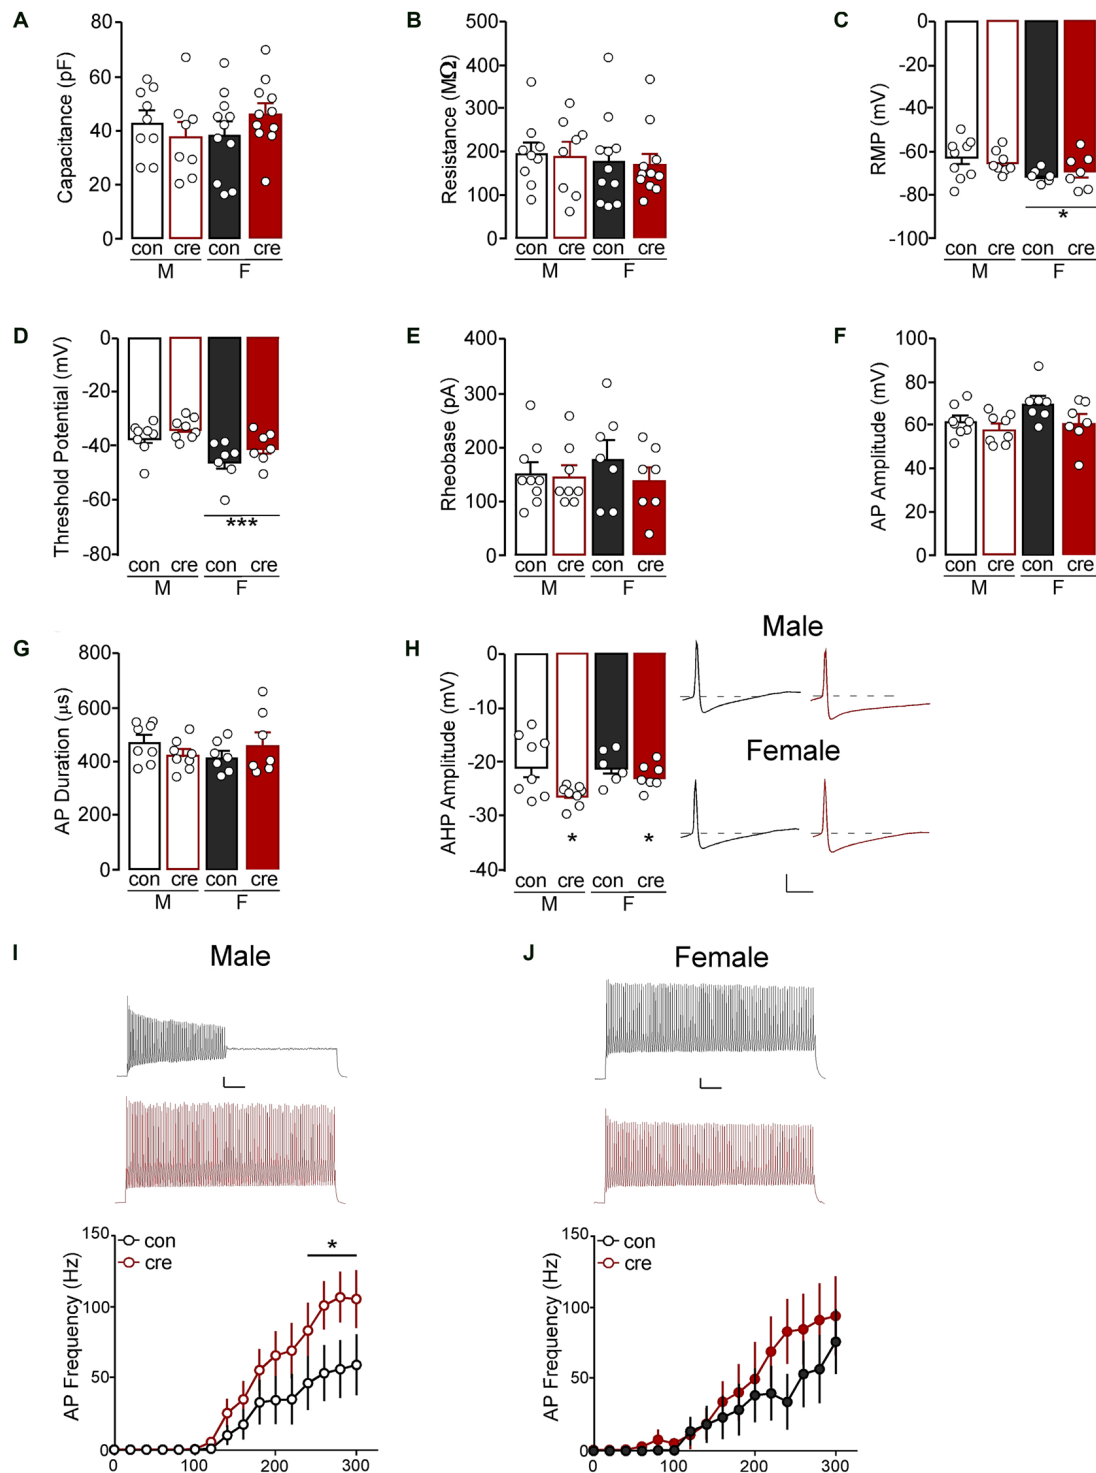 A
Capacitance (pF)
80
60
40
20
0
con cre con cre
M F
B
Resistance (MΩ)
500
400
300
200
100
0
con cre con cre
M F
C
RMP (mV)
0
-20
-40
-60
-80
-100
*
con cre con cre
M F
D
Threshold Potential (mV)
0
-20
-40
-60
-80
***
con cre con cre
M F
E
Rheobase (pA)
400
300
200
100
0
con cre con cre
M F
F
AP Amplitude (mV)
100
80
60
40
20
0
con cre con cre
M F
G
AP Duration (µs)
800
600
400
200
0
con cre con cre
M F
H
AHP Amplitude (mV)
0
-10
-20
-30
-40
* *
con cre con cre
M F
Male
Female
I
Male
AP Frequency (Hz)
150
100
50
0
con
cre
*
0 100 200 300
J
Female
AP Frequency (Hz)
150
100
50
0
con
cre
0 100 200 300